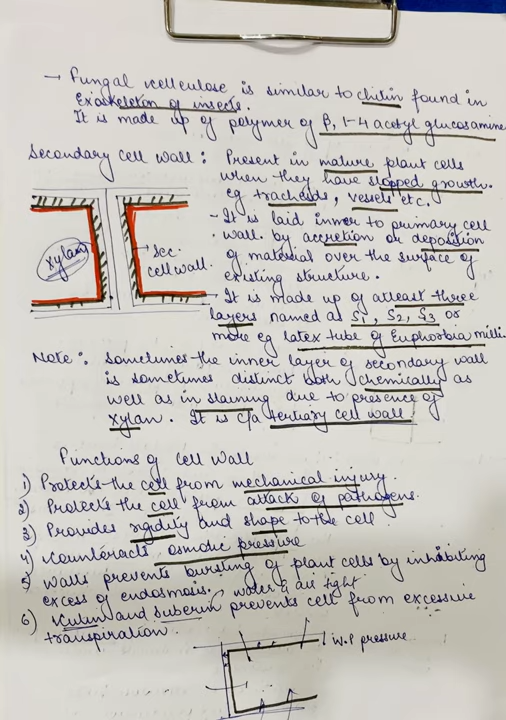 → Fungal cellculose is similar to chitin found in
Exoskeleton of insects.
It is made up of polymer of β, 1-4 acetyl glucosamine
Secondary cell wall : Present in mature plant cells
when they have stopped growth.
eg tracheids, vessels etc.
- It is laid inner to primary cell
wall by accretion or deposition
of material over the surface of
existing structure.
- It is made up of atleast three
layers named as S1, S2, S3 or
more eg latex tube of Euphorbia milli.
xylan
→ sec.
cell wall.
Note : Sometimes the inner layer of secondary wall
is sometimes distinct both chemically as
well as in staining due to presence of
xylan. It is c/a tertiary cell wall
Functions of Cell Wall
1) Protects the cell from mechanical injury.
2) Protects the cell from attack of pathogens.
3) Provides rigidity and shape to the cell.
4) Counteracts osmotic pressure
5) Walls prevents bursting of plant cells by inhibiting
excess of endosmosis. water & air tight
6) Cutin and Suberin prevents cell from excessive
transpiration.
W.P pressure